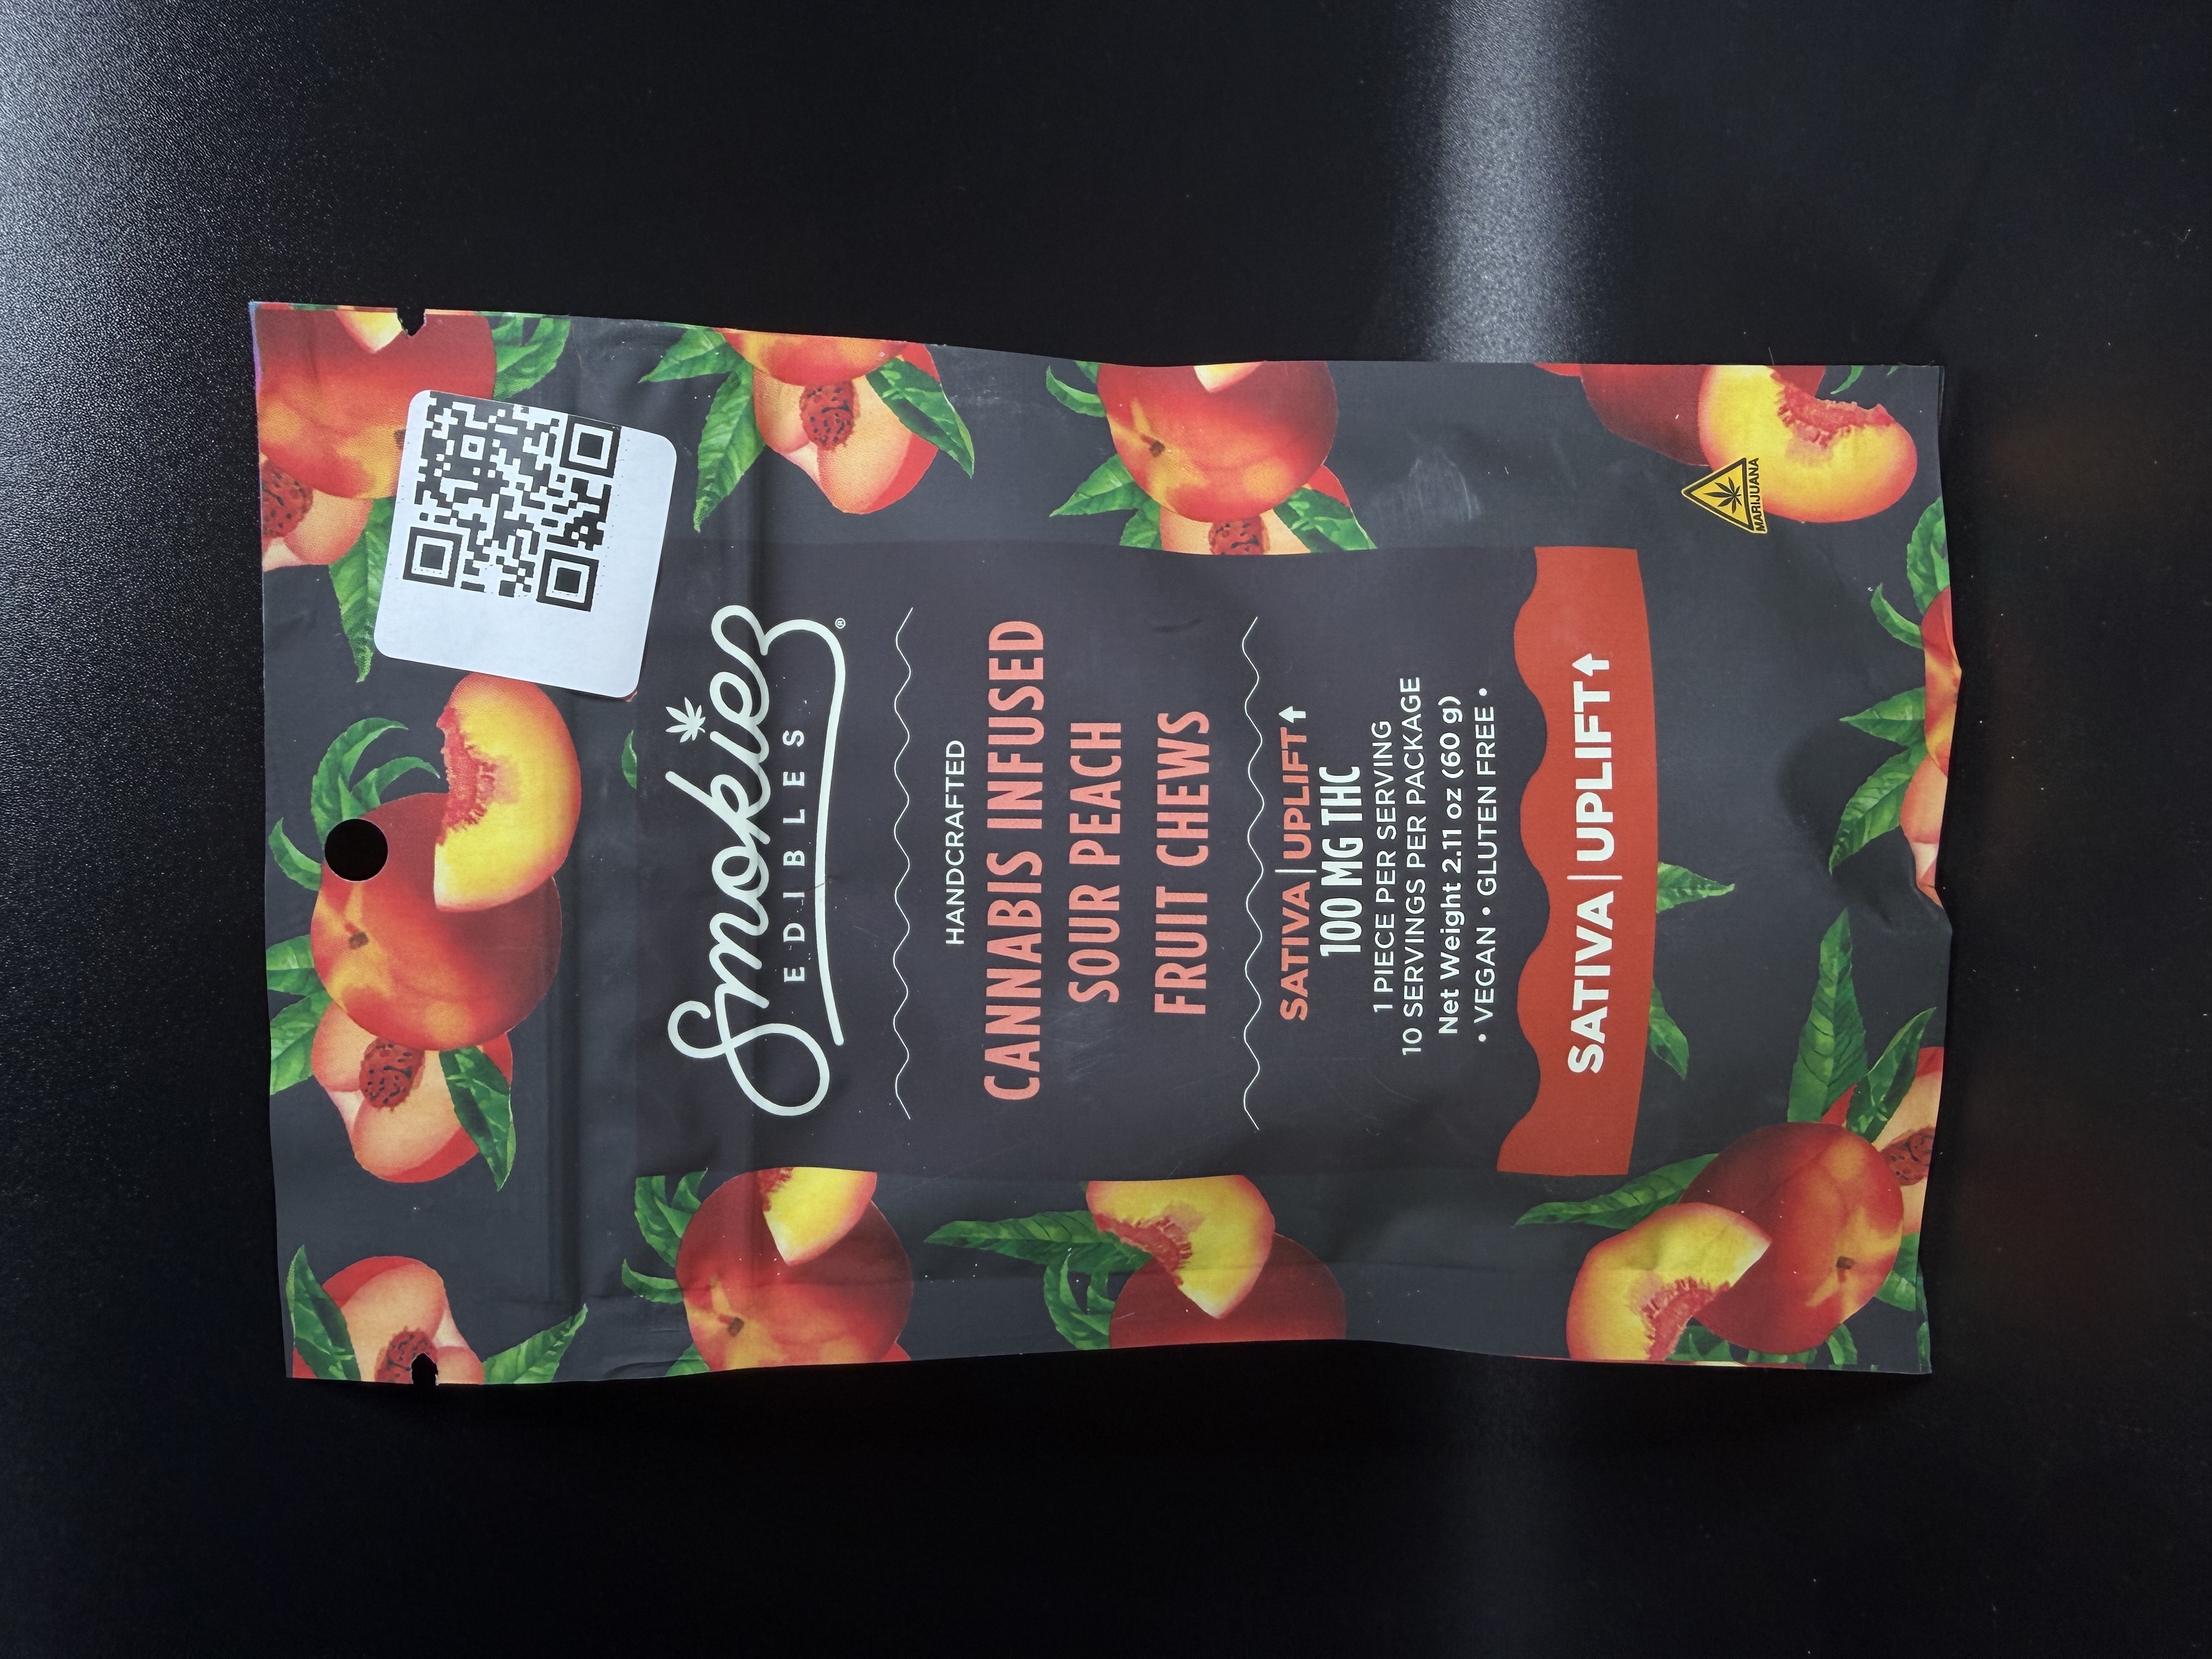 Smokiez®
EDIBLES
HANDCRAFTED
CANNABIS INFUSED
SOUR PEACH
FRUIT CHEWS
SATIVA | UPLIFT↑
100 MG THC
1 PIECE PER SERVING
10 SERVINGS PER PACKAGE
Net Weight 2.11 oz (60 g)
• VEGAN • GLUTEN FREE •
SATIVA | UPLIFT↑
MARIJUANA